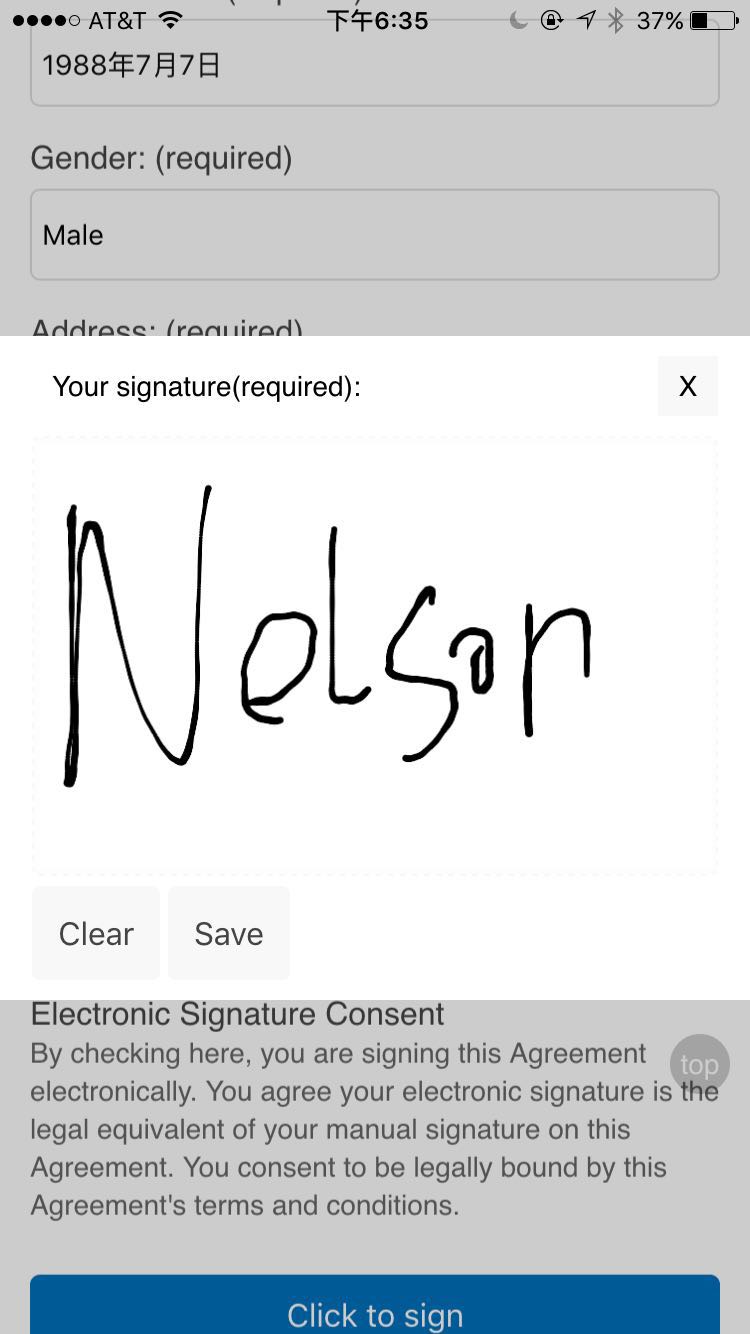 AT&T 下午6:35 37%
1988年7月7日
Gender: (required)
Male
Address: (required)
Your signature(required):
X
Nelson
Clear Save
Electronic Signature Consent
By checking here, you are signing this Agreement
top
electronically. You agree your electronic signature is the
legal equivalent of your manual signature on this
Agreement. You consent to be legally bound by this
Agreement's terms and conditions.
Click to sign